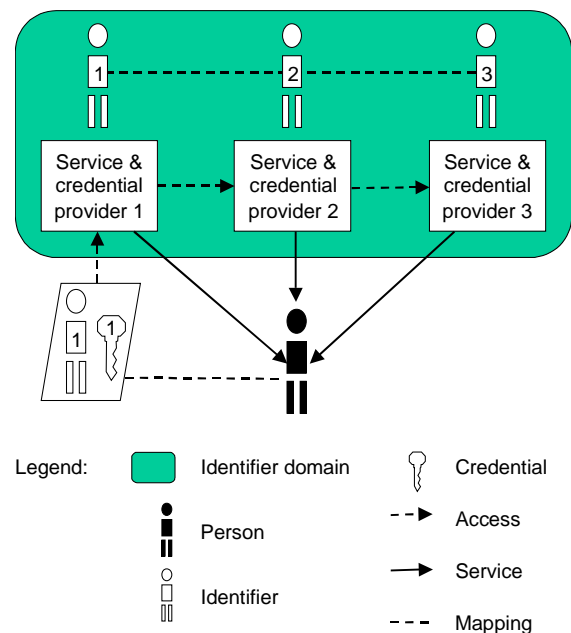 1
2
3
Service &
credential
provider 1
Service &
credential
provider 2
Service &
credential
provider 3
1
1
Legend:
Identifier domain
Credential
Person
Access
Identifier
Service
Mapping